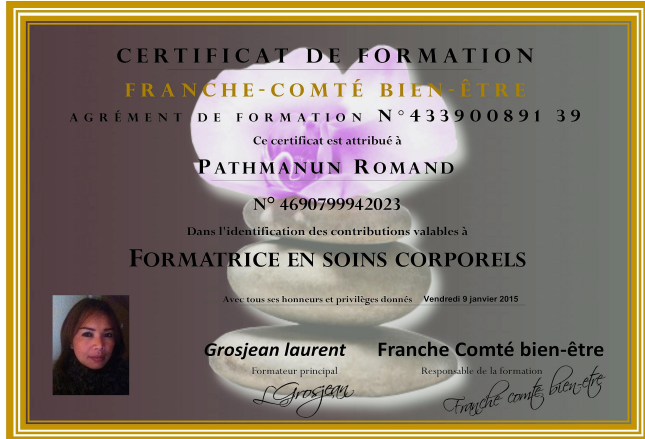 CERTIFICAT DE FORMATION
FRANCHE-COMTÉ BIEN-ÊTRE
AGRÉMENT DE FORMATION N°433900891 39
Ce certificat est attribué à
PATHMANUN ROMAND
N° 4690799942023
Dans l'identification des contributions valables à
FORMATRICE EN SOINS CORPORELS
Avec tous ses honneurs et privilèges donnés Vendredi 9 janvier 2015
Grosjean laurent Franche Comté bien-être
Formateur principal Responsable de la formation
LGrosjean Franche comté bien-etre